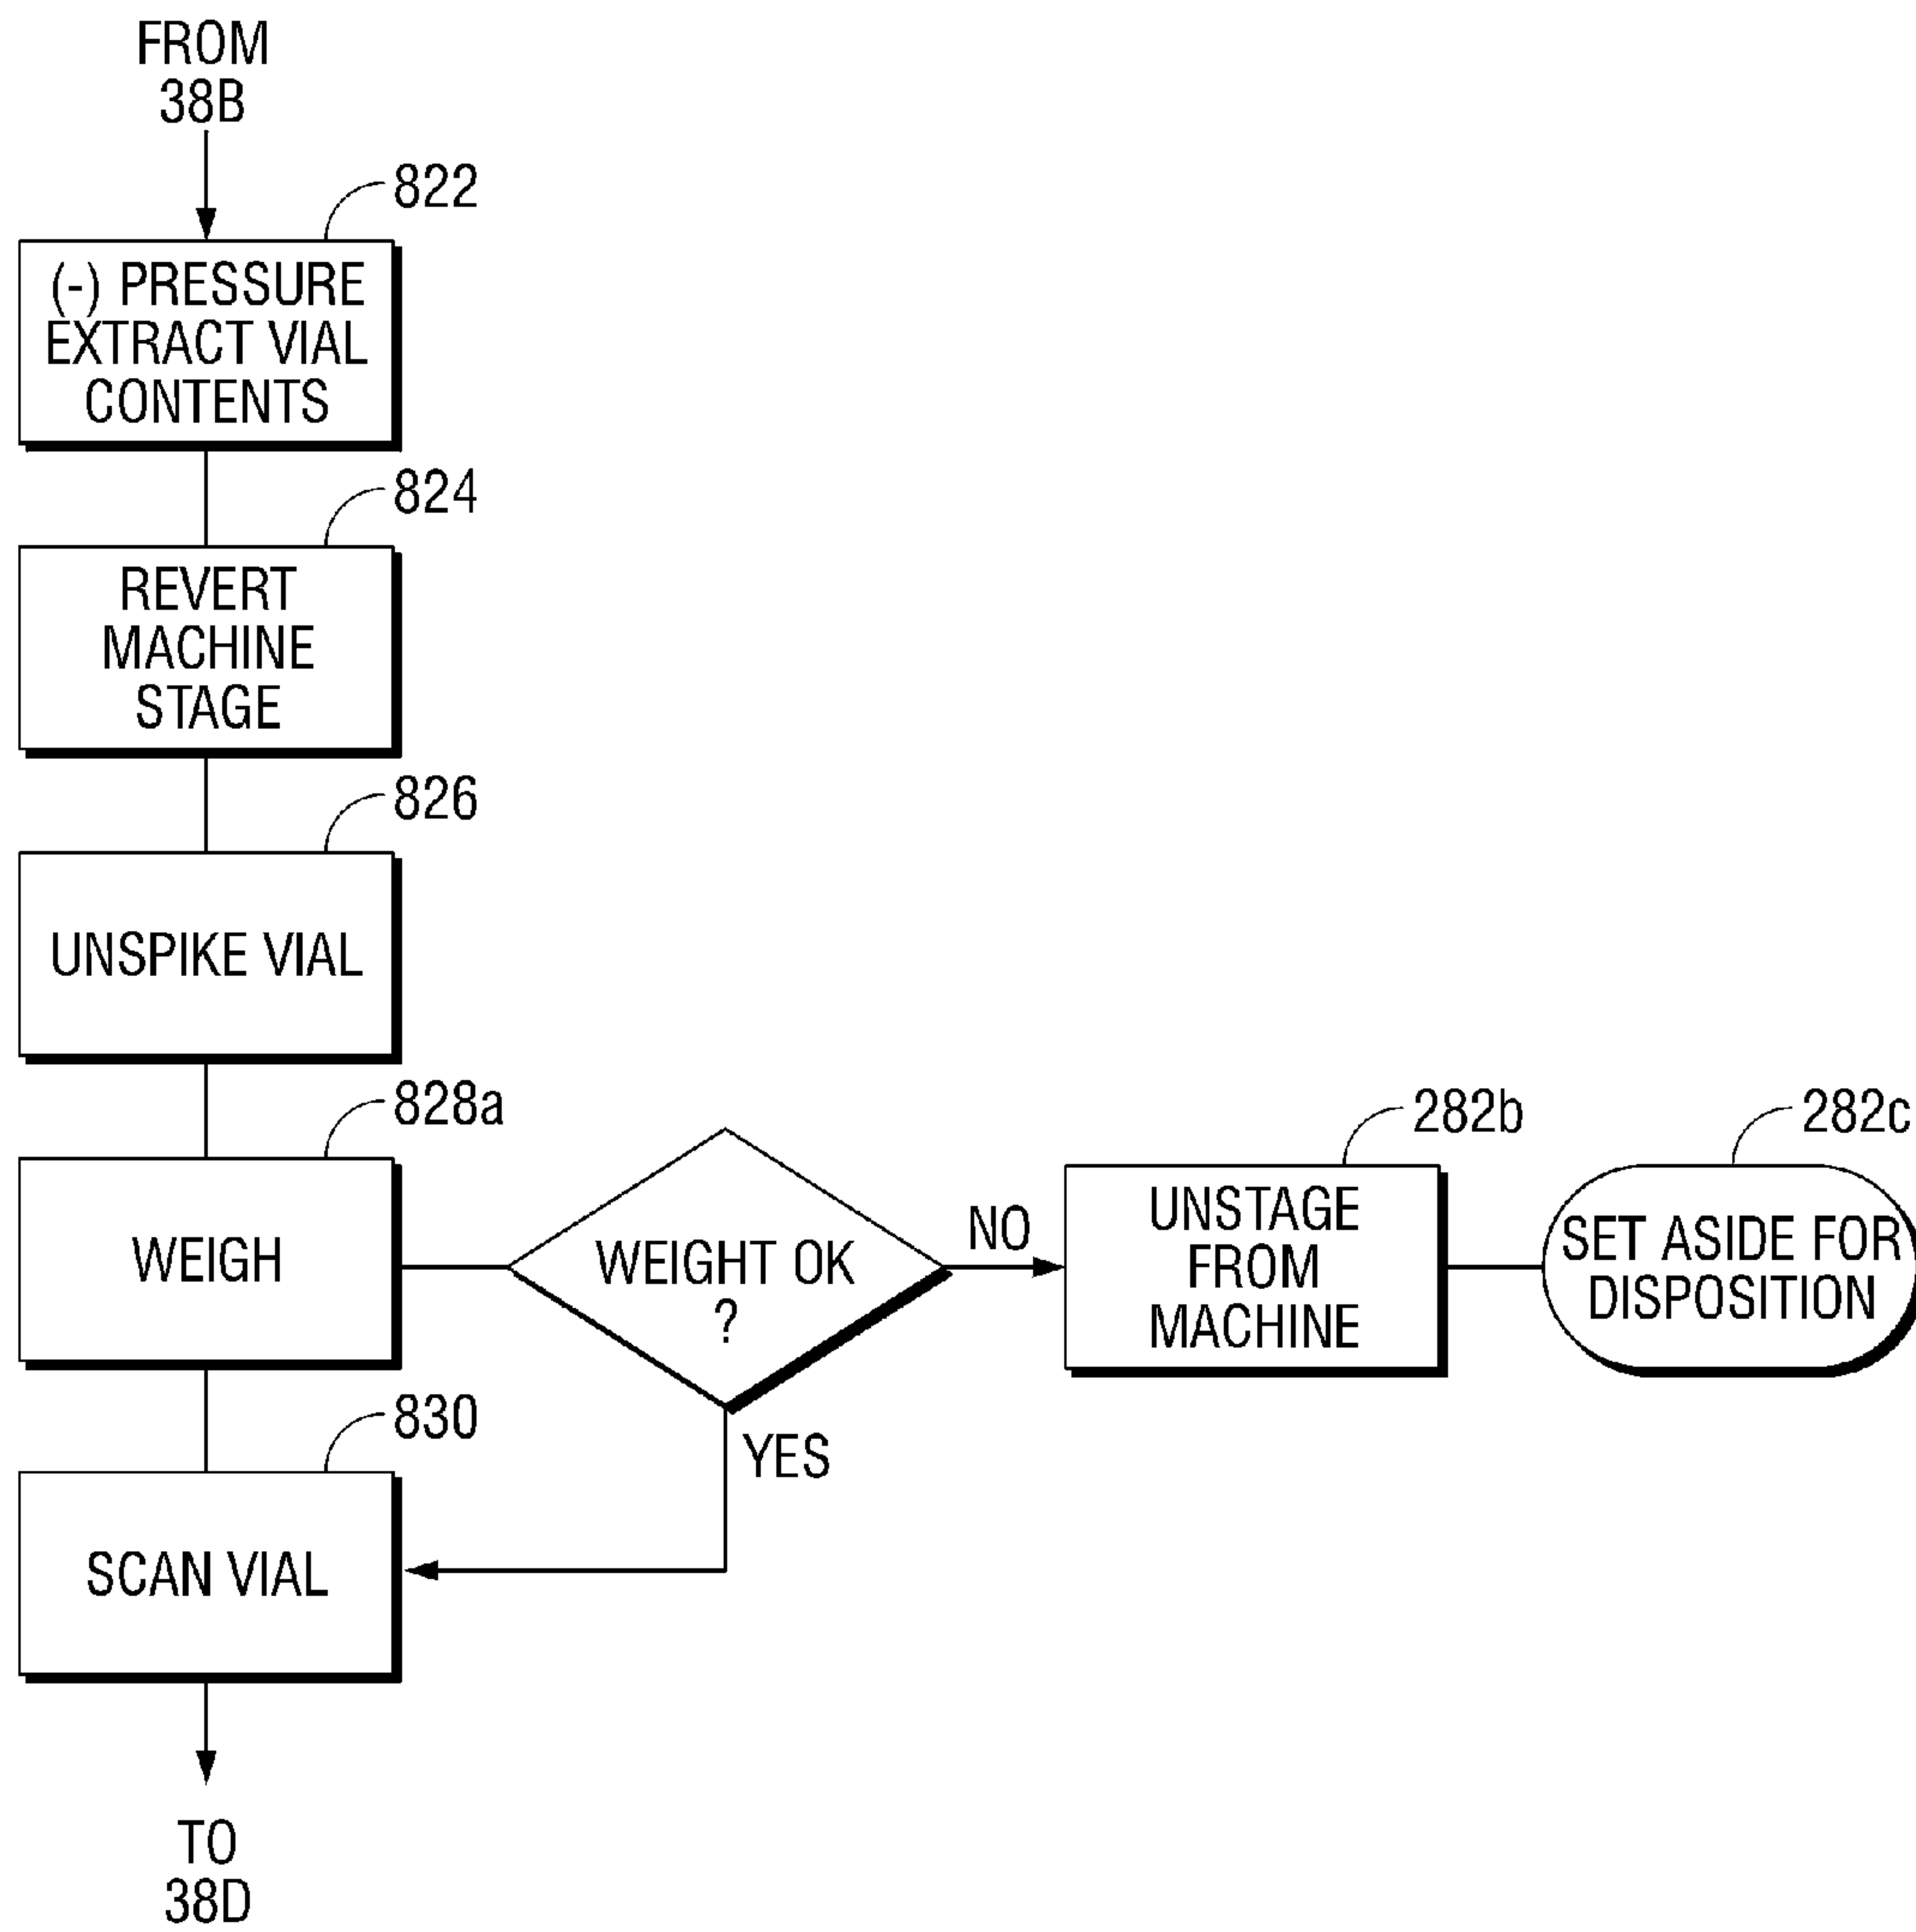 FROM
38B
822
(-) PRESSURE
EXTRACT VIAL
CONTENTS
824
REVERT
MACHINE
STAGE
826
UNSPIKE VIAL
828a
WEIGH
WEIGHT OK
?
NO
282b
UNSTAGE
FROM
MACHINE
282c
SET ASIDE FOR
DISPOSITION
YES
830
SCAN VIAL
TO
38D